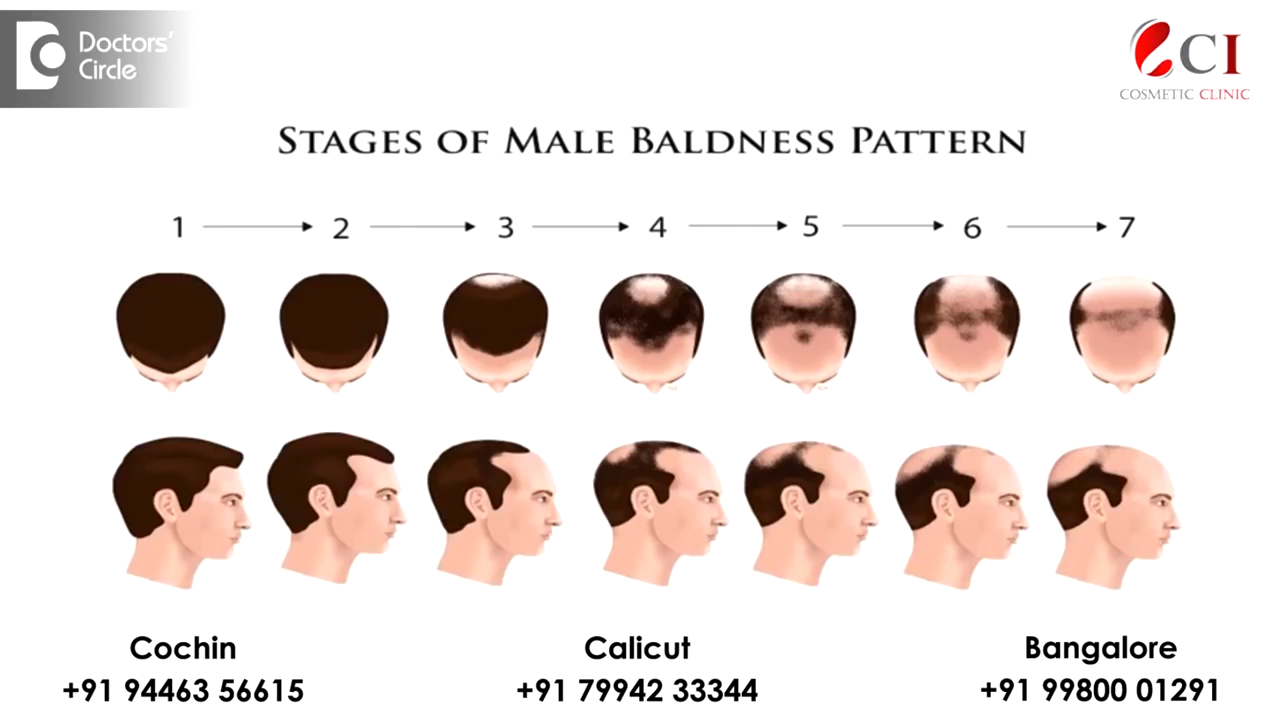 Doctors'
Circle
CI
COSMETIC CLINIC
STAGES OF MALE BALDNESS PATTERN
1 2 3 4 5 6 7
Cochin Calicut Bangalore
+91 94463 56615 +91 79942 33344 +91 99800 01291